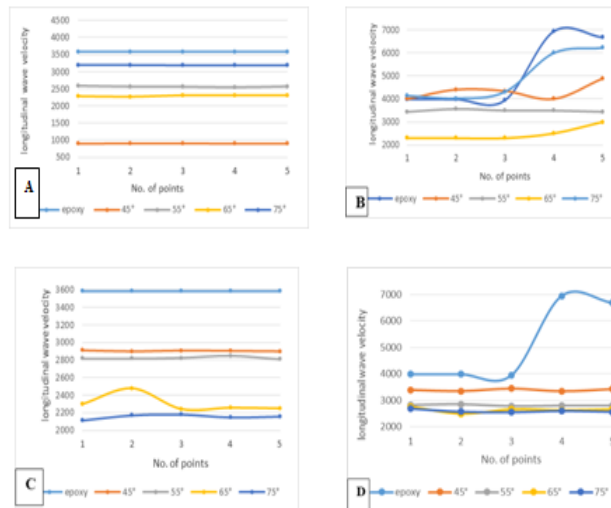 longitudinal wave velocity
4500
4000
3500
3000
2500
2000
1500
1000
500
1 2 3 4 5
No. of points
A
epoxy 45° 55° 65° 75°
longitudinal wave velocity
7000
6000
5000
4000
3000
2000
1 2 3 4 5
No. of points
B
epoxy 45° 55° 65° 75°
longitudinal wave velocity
3600
3400
3200
3000
2800
2600
2400
2200
2000
1 2 3 4 5
No. of points
C
epoxy 45° 55° 65° 75°
longitudinal wave velocity
7000
6000
5000
4000
3000
2000
1 2 3 4 5
No. of points
D
epoxy 45° 55° 65° 75°